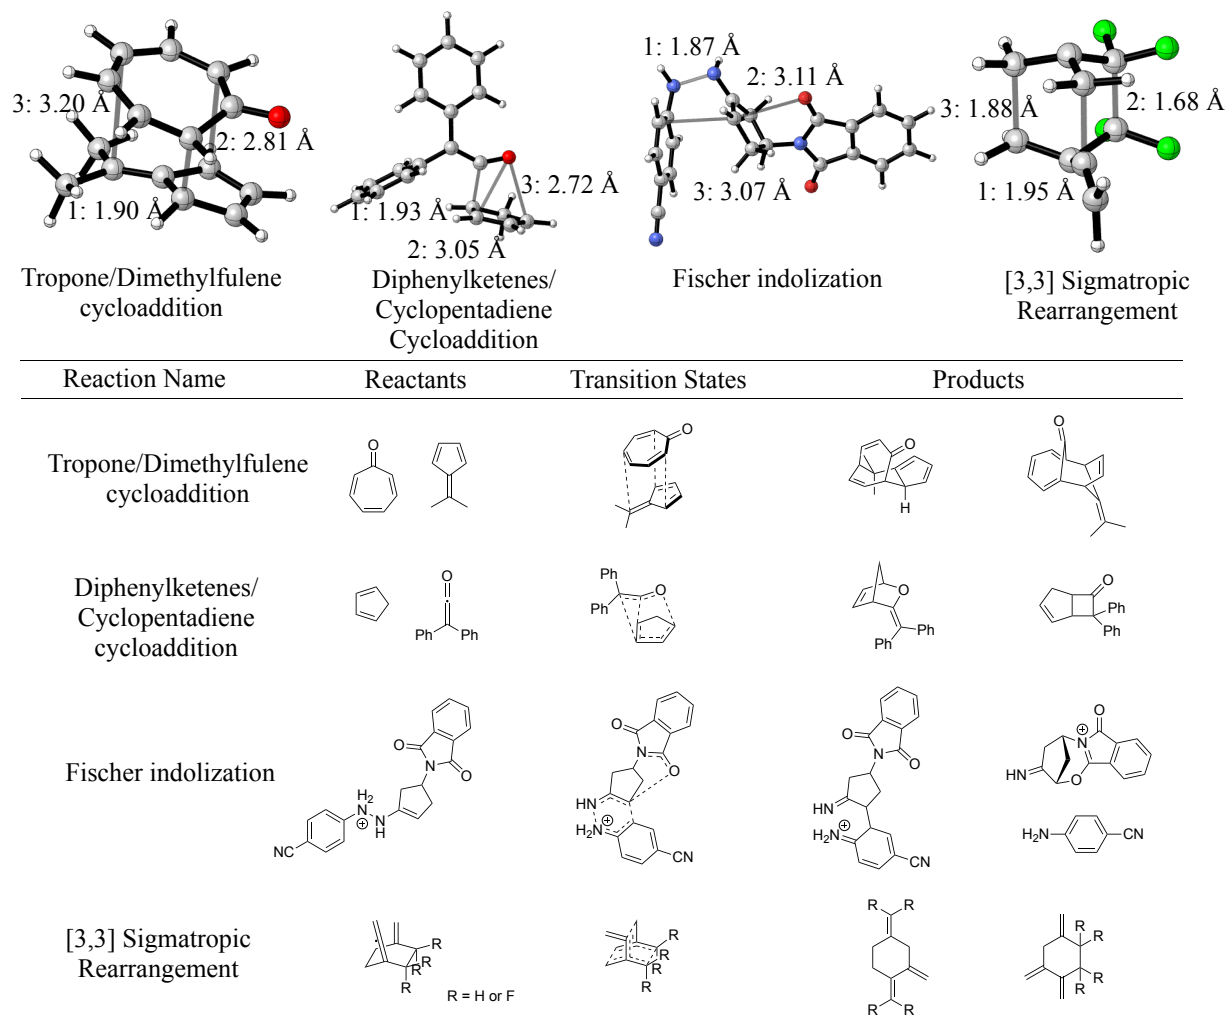 1: 1.87 Å
2: 3.11 Å
3: 3.20 Å
3: 1.88 Å
2: 1.68 Å
2: 2.81 Å
3: 2.72 Å
3: 3.07 Å
1: 1.90 Å
1: 1.93 Å
1: 1.95 Å
2: 3.05 Å
Tropone/Dimethylfulene
cycloaddition
Diphenylketenes/
Cyclopentadiene
Cycloaddition
Fischer indolization
[3,3] Sigmatropic
Rearrangement
Reaction Name Reactants Transition States Products
Tropone/Dimethylfulene
cycloaddition
O
O
O
H
O
Diphenylketenes/
Cyclopentadiene
cycloaddition
O
Ph Ph
Ph
Ph
O
O
Ph Ph
O
Ph
Ph
Fischer indolization
O
N
O
H2
N
⊕
N
H
NC
O
N
O
HN
H2N
⊕
CN
O
N
O
HN
H2N
⊕
CN
O
⊕
N
HN
O
H2N
CN
[3,3] Sigmatropic
Rearrangement
R
R
R
R
R = H or F
R
R
R
R
R R
R R
R
R
R
R